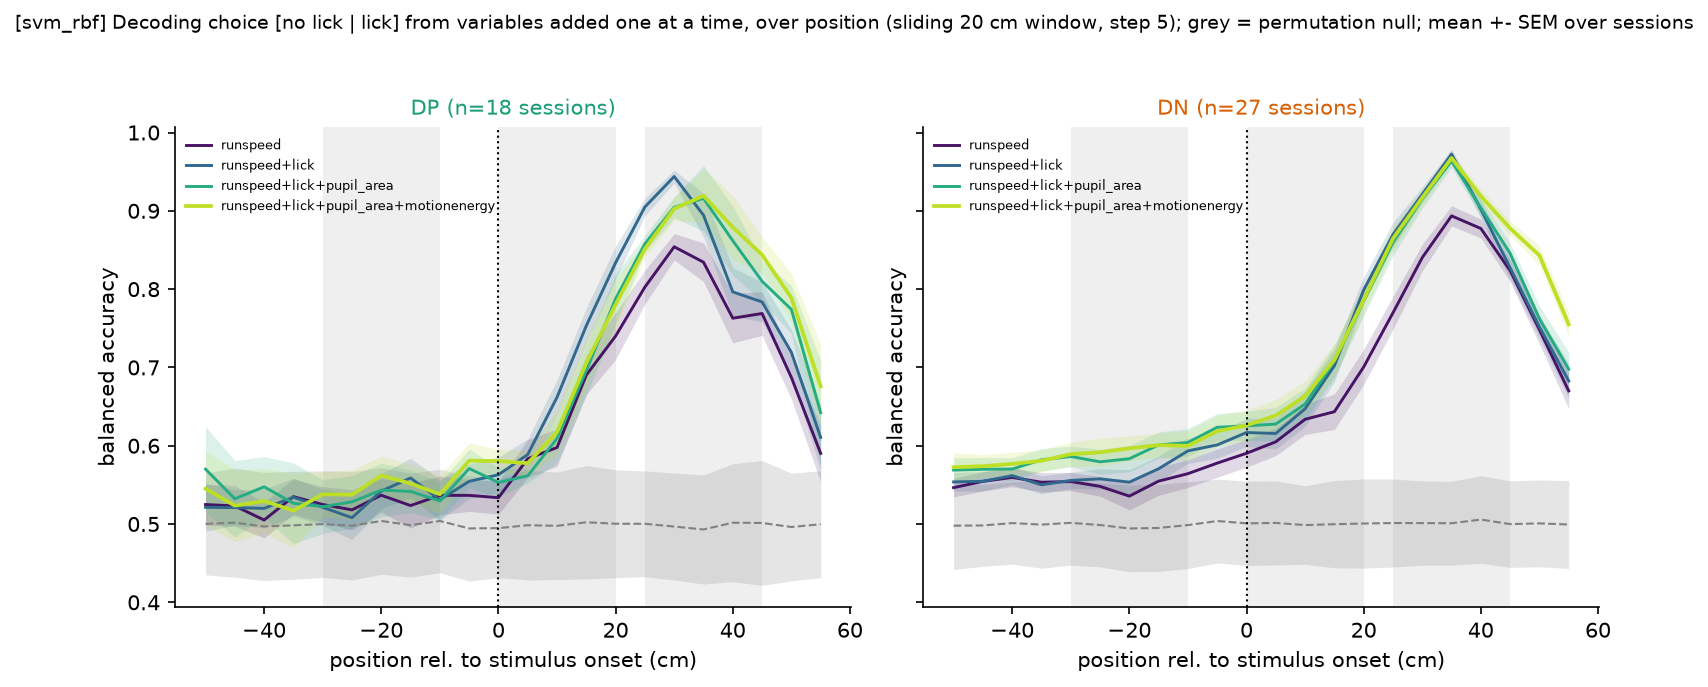 [svm_rbf] Decoding choice [no lick | lick] from variables added one at a time, over position (sliding 20 cm window, step 5); grey = permutation null; mean +- SEM over sessions
DP (n=18 sessions)
runspeed
runspeed+lick
runspeed+lick+pupil_area
runspeed+lick+pupil_area+motionenergy
balanced accuracy
1.0
0.9
0.8
0.7
0.6
0.5
0.4
−40
−20
0
20
40
60
position rel. to stimulus onset (cm)
DN (n=27 sessions)
runspeed
runspeed+lick
runspeed+lick+pupil_area
runspeed+lick+pupil_area+motionenergy
balanced accuracy
−40
−20
0
20
40
60
position rel. to stimulus onset (cm)